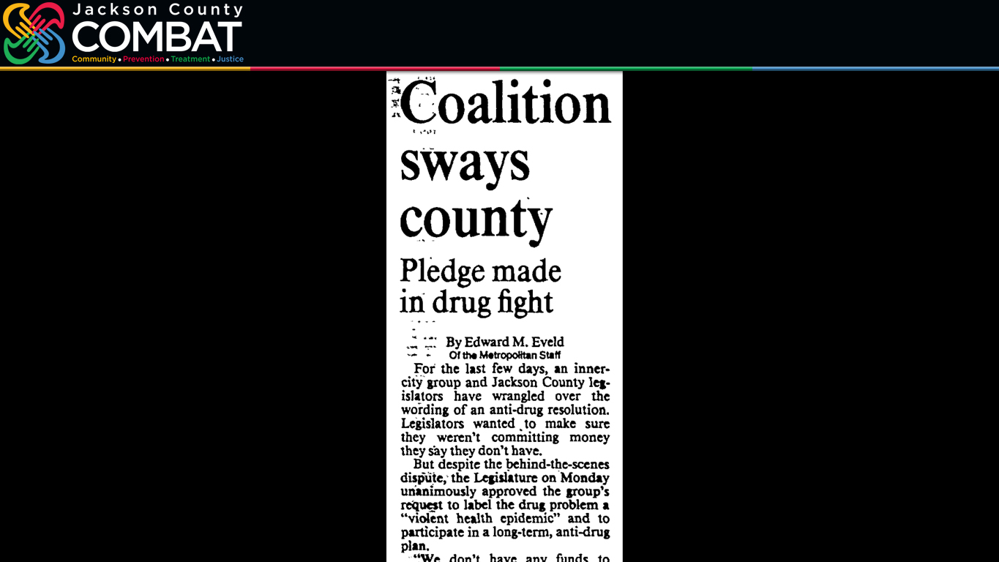 Jackson County
COMBAT
Community • Prevention • Treatment • Justice
Coalition
sways
county
Pledge made
in drug fight
By Edward M. Eveld
Of the Metropolitan Staff
For the last few days, an inner-
city group and Jackson County leg-
islators have wrangled over the
wording of an anti-drug resolution.
Legislators wanted to make sure
they weren't committing money
they say they don't have.
But despite the behind-the-scenes
dispute, the Legislature on Monday
unanimously approved the group's
request to label the drug problem a
“violent health epidemic” and to
participate in a long-term, anti-drug
plan.
“We don't have any funds to